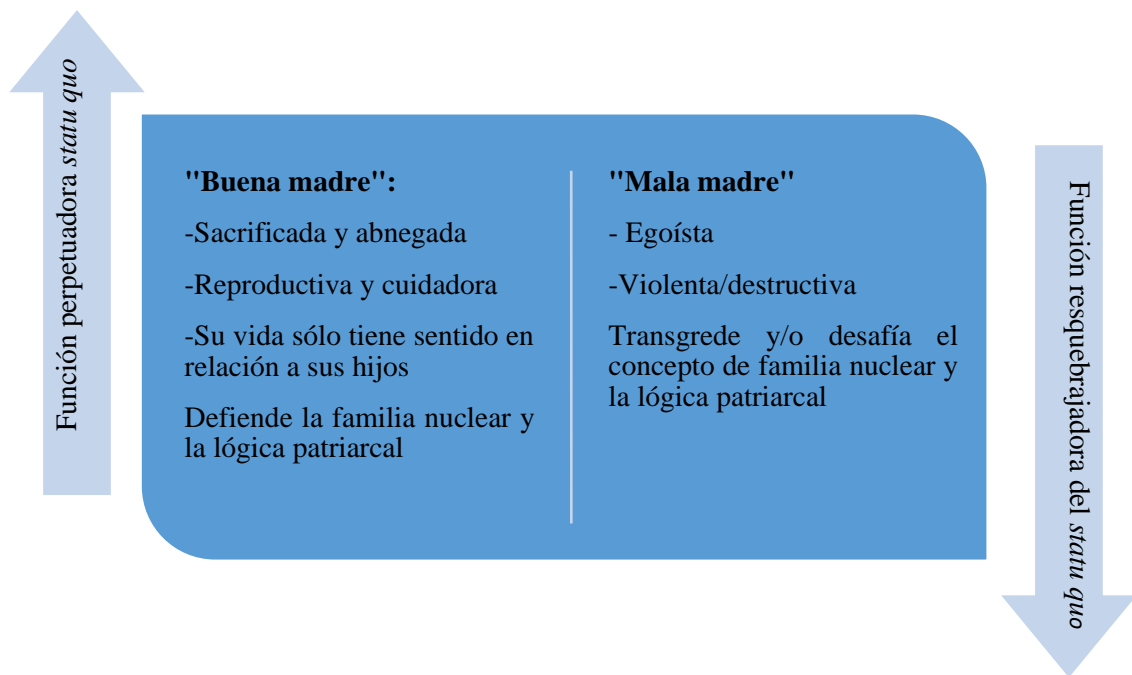 Función perpetuadora statu quo
"Buena madre":
-Sacrificada y abnegada
-Reproductiva y cuidadora
-Su vida sólo tiene sentido en
relación a sus hijos
Defiende la familia nuclear y
la lógica patriarcal
"Mala madre"
- Egoísta
-Violenta/destructiva
Transgrede y/o desafía el
concepto de familia nuclear y
la lógica patriarcal
Función resquebrajadora del statu quo